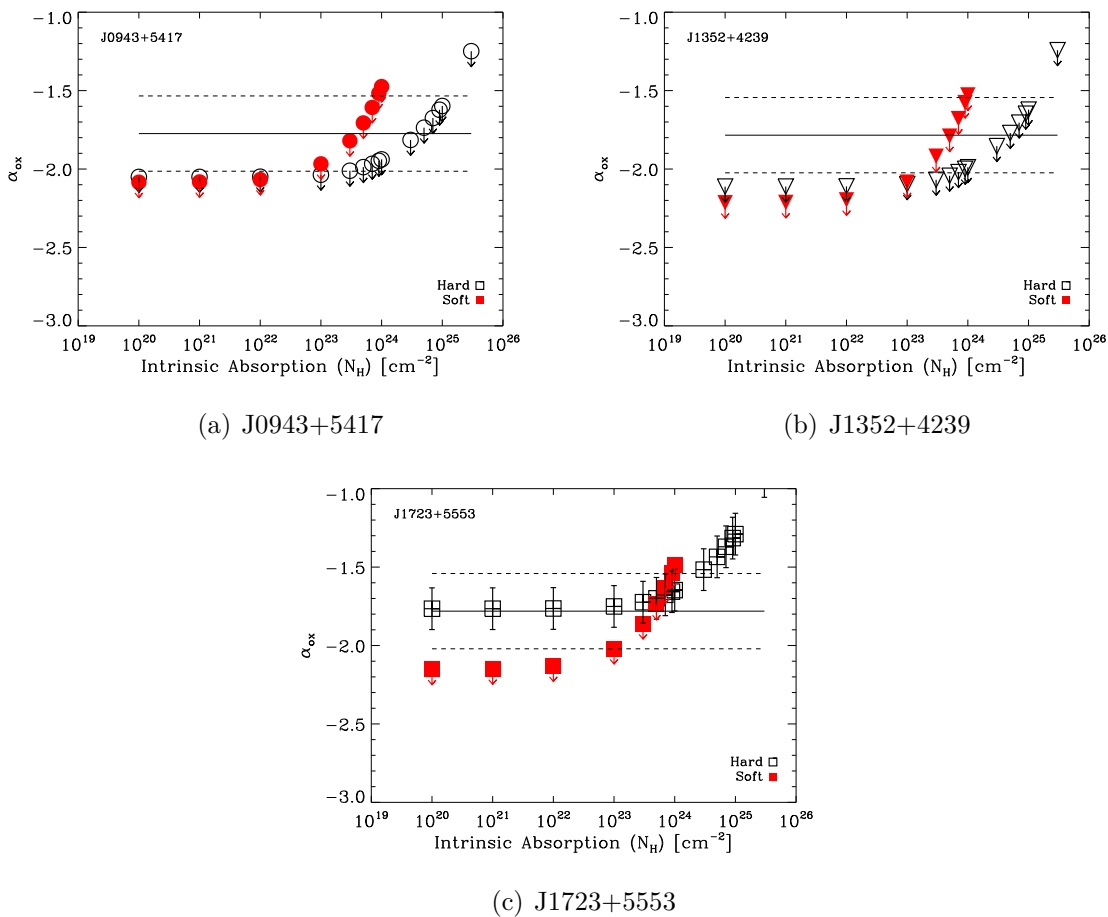 J0943+5417
-1.0
-1.5
-2.0
-2.5
-3.0
α_ox
Hard
Soft
10^19 10^20 10^21 10^22 10^23 10^24 10^25 10^26
Intrinsic Absorption (N_H) [cm^-2]
(a) J0943+5417
J1352+4239
-1.0
-1.5
-2.0
-2.5
-3.0
α_ox
Hard
Soft
10^19 10^20 10^21 10^22 10^23 10^24 10^25 10^26
Intrinsic Absorption (N_H) [cm^-2]
(b) J1352+4239
J1723+5553
-1.0
-1.5
-2.0
-2.5
-3.0
α_ox
Hard
Soft
10^19 10^20 10^21 10^22 10^23 10^24 10^25 10^26
Intrinsic Absorption (N_H) [cm^-2]
(c) J1723+5553